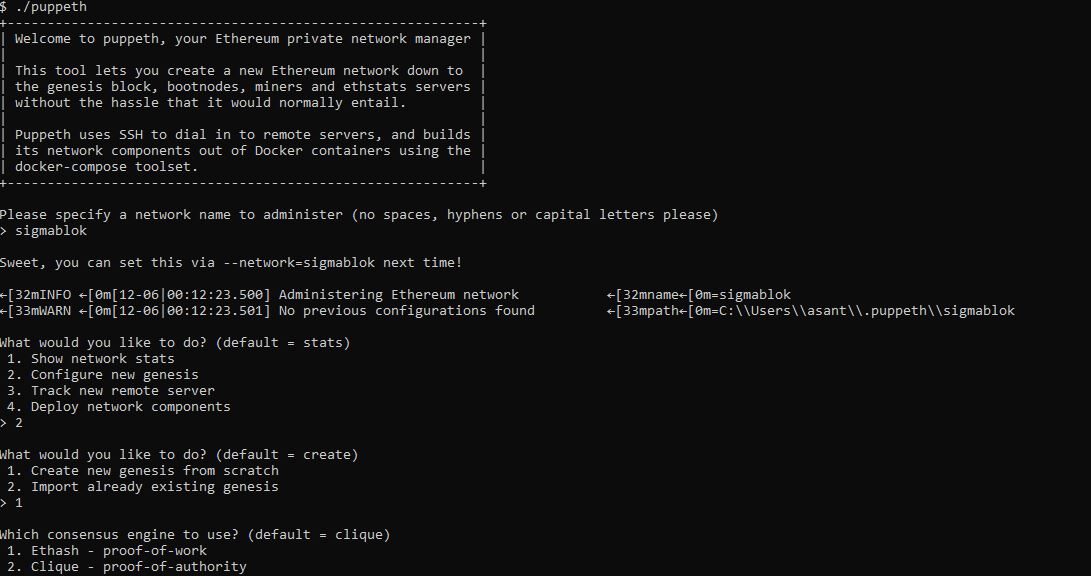 $ ./puppeth
+-----------------------------------------------------------+
| Welcome to puppeth, your Ethereum private network manager |
|                                                           |
| This tool lets you create a new Ethereum network down to  |
| the genesis block, bootnodes, miners and ethstats servers |
| without the hassle that it would normally entail.         |
|                                                           |
| Puppeth uses SSH to dial in to remote servers, and builds |
| its network components out of Docker containers using the |
| docker-compose toolset.                                   |
+-----------------------------------------------------------+
Please specify a network name to administer (no spaces, hyphens or capital letters please)
> sigmablok
Sweet, you can set this via --network=sigmablok next time!
←[32mINFO ←[0m[12-06|00:12:23.500] Administering Ethereum network           ←[32mname←[0m=sigmablok
←[33mWARN ←[0m[12-06|00:12:23.501] No previous configurations found         ←[33mpath←[0m=C:\\Users\\asant\\.puppeth\\sigmablok
What would you like to do? (default = stats)
1. Show network stats
2. Configure new genesis
3. Track new remote server
4. Deploy network components
> 2
What would you like to do? (default = create)
1. Create new genesis from scratch
2. Import already existing genesis
> 1
Which consensus engine to use? (default = clique)
1. Ethash - proof-of-work
2. Clique - proof-of-authority